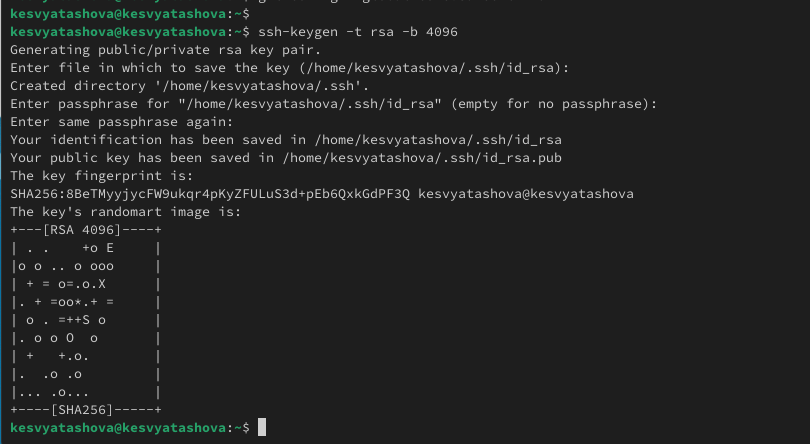 kesvyatashova@kesvyatashova:~$
kesvyatashova@kesvyatashova:~$ ssh-keygen -t rsa -b 4096
Generating public/private rsa key pair.
Enter file in which to save the key (/home/kesvyatashova/.ssh/id_rsa):
Created directory '/home/kesvyatashova/.ssh'.
Enter passphrase for "/home/kesvyatashova/.ssh/id_rsa" (empty for no passphrase):
Enter same passphrase again:
Your identification has been saved in /home/kesvyatashova/.ssh/id_rsa
Your public key has been saved in /home/kesvyatashova/.ssh/id_rsa.pub
The key fingerprint is:
SHA256:8BeTMyyjycFW9ukqr4pKyZFULuS3d+pEb6QxkGdPF3Q kesvyatashova@kesvyatashova
The key's randomart image is:
+---[RSA 4096]----+
| . .    +o E     |
|o o .. o ooo     |
| + = o=.o.X      |
|. + =oo*.+ =     |
| o . =++S o      |
|. o o O  o       |
| +   +.o.        |
|.  .o .o         |
|... .o...        |
+----[SHA256]-----+
kesvyatashova@kesvyatashova:~$